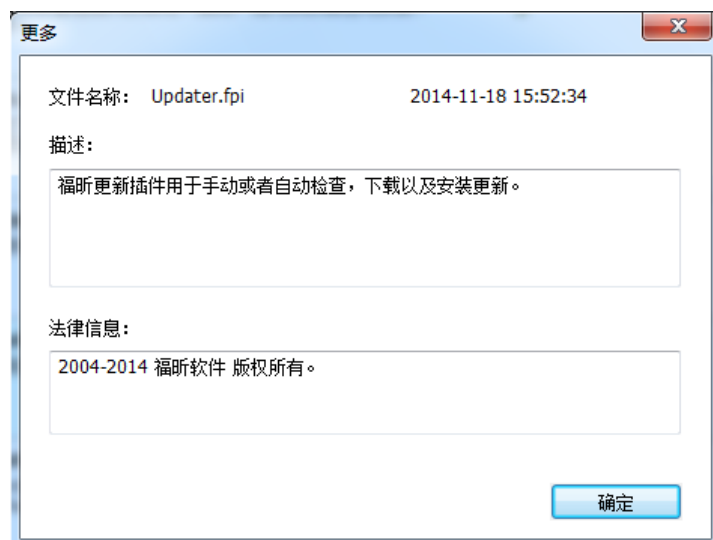 更多
文件名称： Updater.fpi 2014-11-18 15:52:34
描述：
福昕更新插件用于手动或者自动检查，下载以及安装更新。
法律信息：
2004-2014 福昕软件 版权所有。
确定